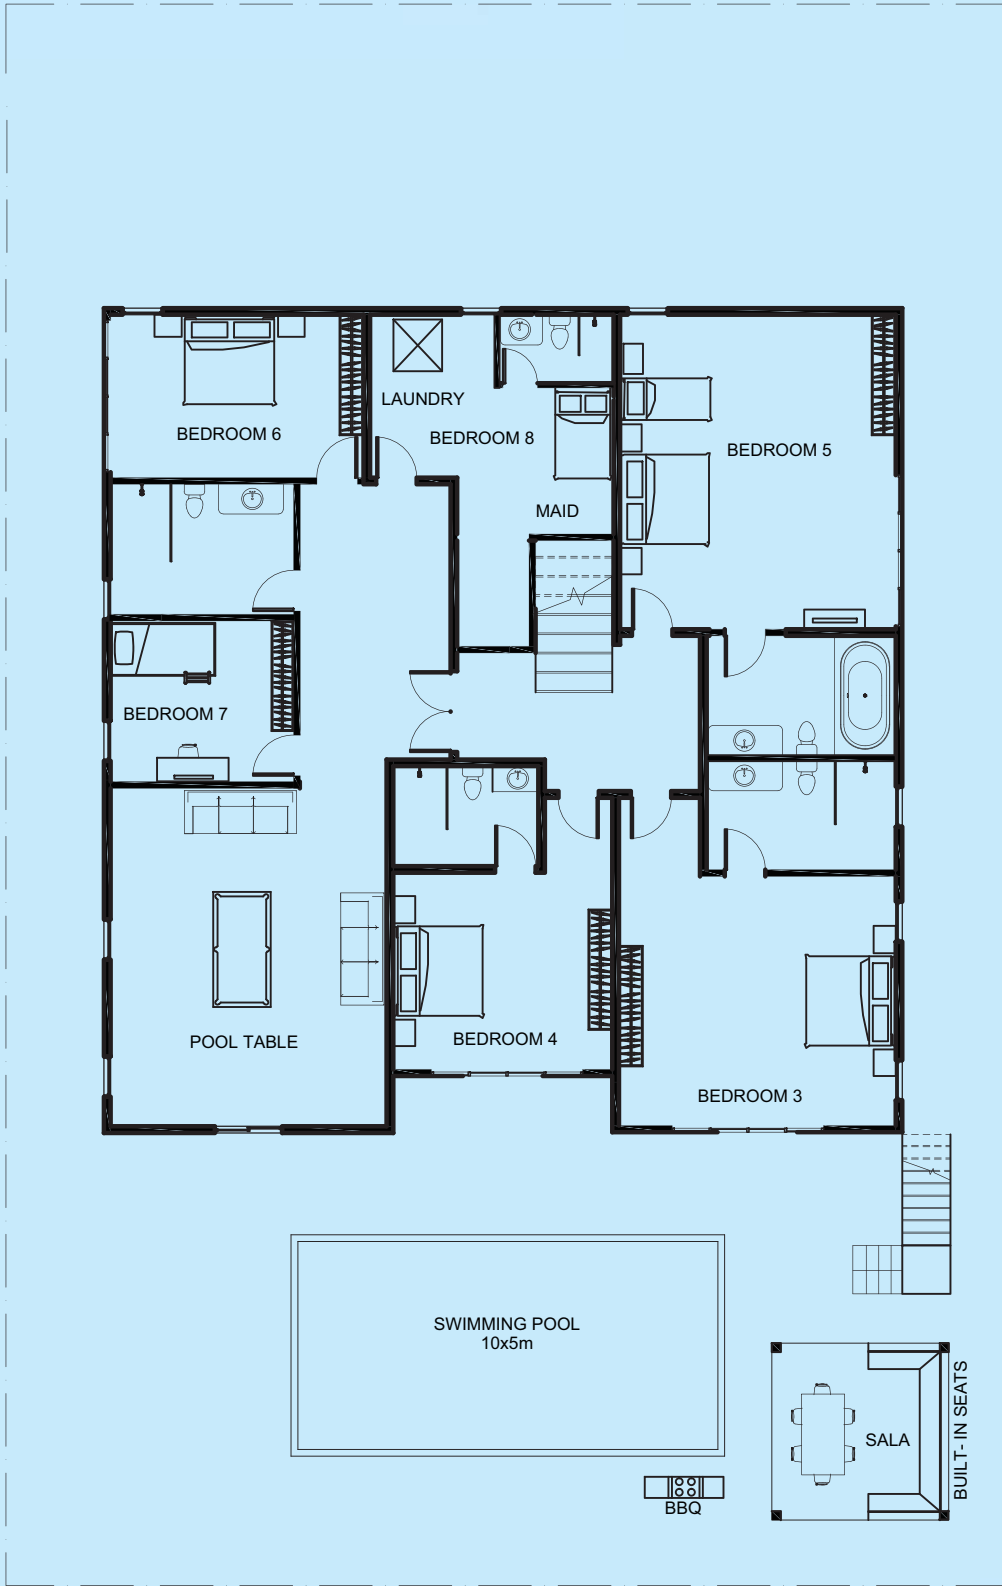 LAUNDRY
BEDROOM 6
BEDROOM 8
BEDROOM 5
MAID
BEDROOM 7
POOL TABLE
BEDROOM 4
BEDROOM 3
SWIMMING POOL
10x5m
SALA
BUILT- IN SEATS
BBQ